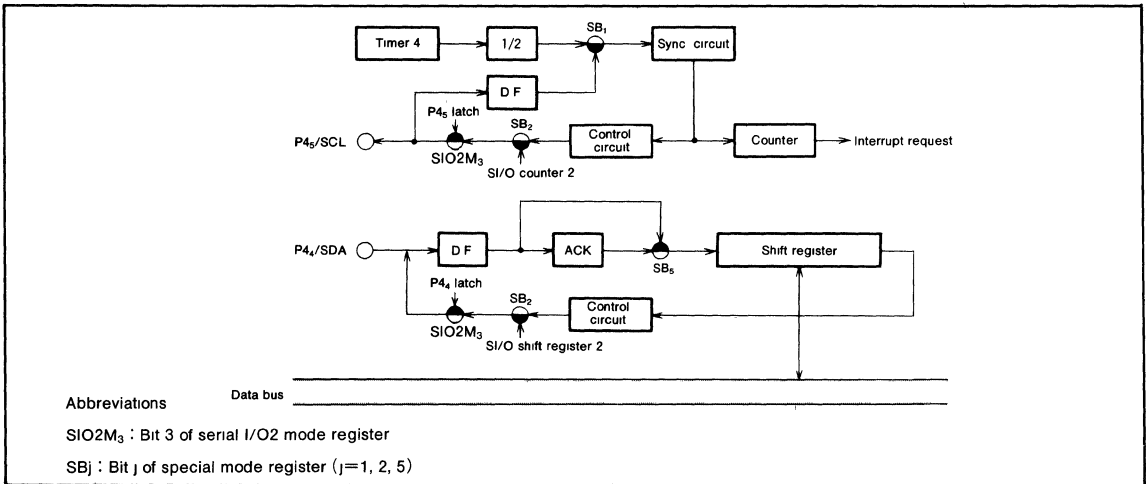 SB₁
Timer 4
1/2
Sync circuit
D F
P4₅ latch
P4₅/SCL
SB₂
Control
circuit
Counter
Interrupt request
SIO2M₃
SI/O counter 2
P4₄/SDA
D F
ACK
SB₅
Shift register
P4₄ latch
SB₂
Control
circuit
SIO2M₃
SI/O shift register 2
Data bus
Abbreviations
SIO2M₃ : Bit 3 of serial I/O2 mode register
SBj : Bit j of special mode register (j=1, 2, 5)